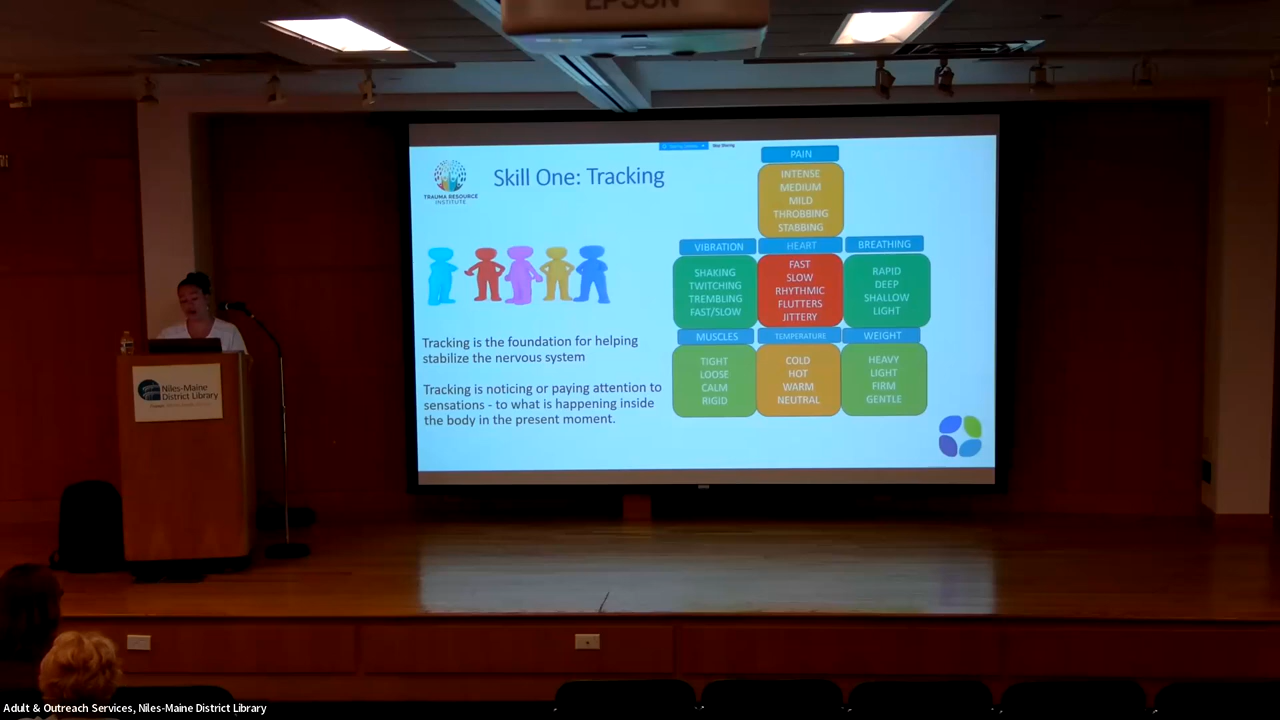 EPSON
TRAUMA RESOURCE
INSTITUTE
Skill One: Tracking
Tracking is the foundation for helping
stabilize the nervous system
Tracking is noticing or paying attention to
sensations - to what is happening inside
the body in the present moment.
PAIN
INTENSE
MEDIUM
MILD
THROBBING
STABBING
VIBRATION
SHAKING
TWITCHING
TREMBLING
FAST/SLOW
HEART
FAST
SLOW
RHYTHMIC
FLUTTERS
JITTERY
BREATHING
RAPID
DEEP
SHALLOW
LIGHT
MUSCLES
TIGHT
LOOSE
CALM
RIGID
TEMPERATURE
COLD
HOT
WARM
NEUTRAL
WEIGHT
HEAVY
LIGHT
FIRM
GENTLE
Niles-Maine
District Library
Adult & Outreach Services, Niles-Maine District Library